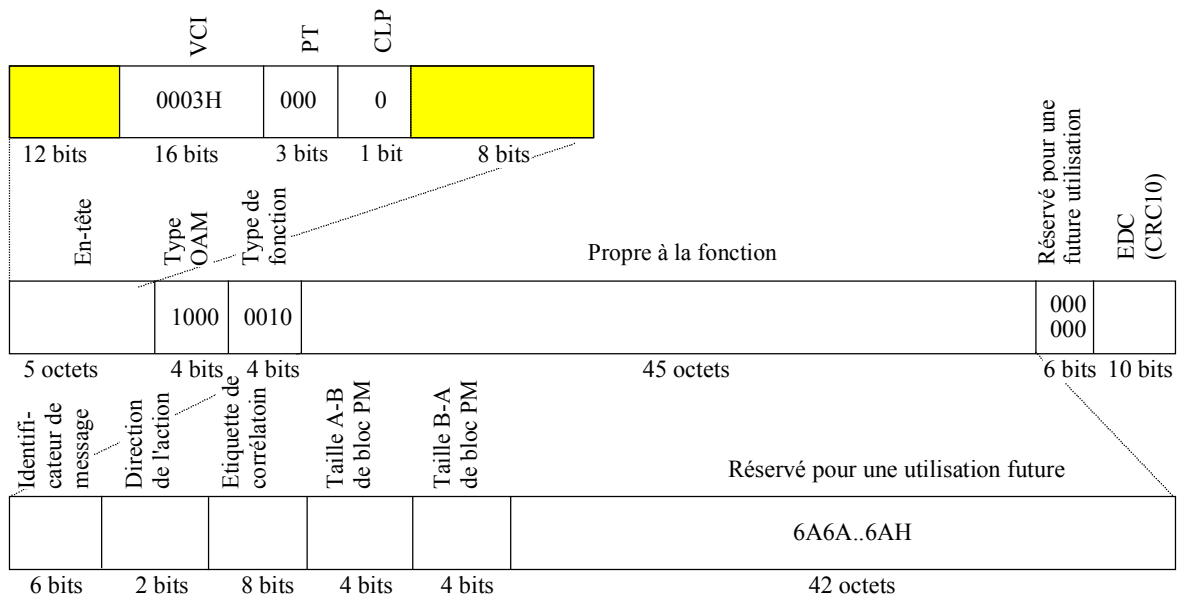 VCI
PT
CLP
0003H
000
0
12 bits
16 bits
3 bits
1 bit
8 bits
En-tête
Type
OAM
Type de
fonction
Propre à la fonction
Réservé pour une
future utilisation
EDC
(CRC10)
1000
0010
000
000
5 octets
4 bits
4 bits
45 octets
6 bits
10 bits
Identifi-
cateur de
message
Direction
de l'action
Etiquette de
corrélatoin
Taille A-B
de bloc PM
Taille B-A
de bloc PM
Réservé pour une utilisation future
6A6A..6AH
6 bits
2 bits
8 bits
4 bits
4 bits
42 octets